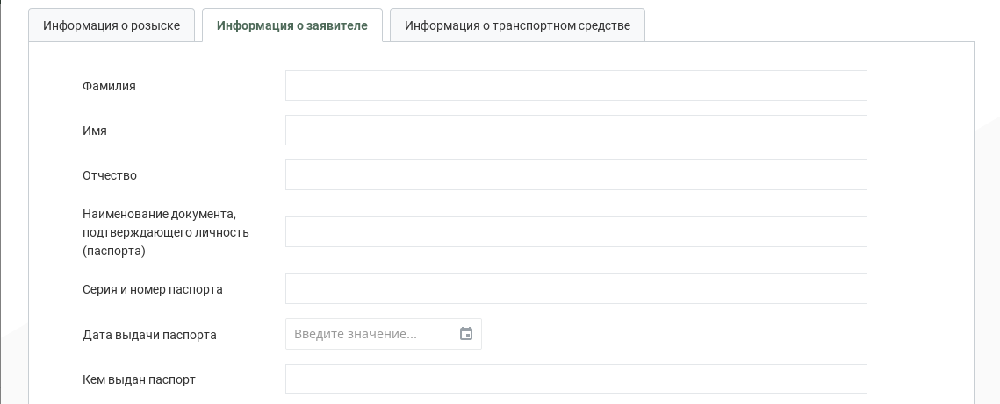 Информация о розыске
Информация о заявителе
Информация о транспортном средстве
Фамилия
Имя
Отчество
Наименование документа,
подтверждающего личность
(паспорта)
Серия и номер паспорта
Дата выдачи паспорта
Введите значение...
Кем выдан паспорт